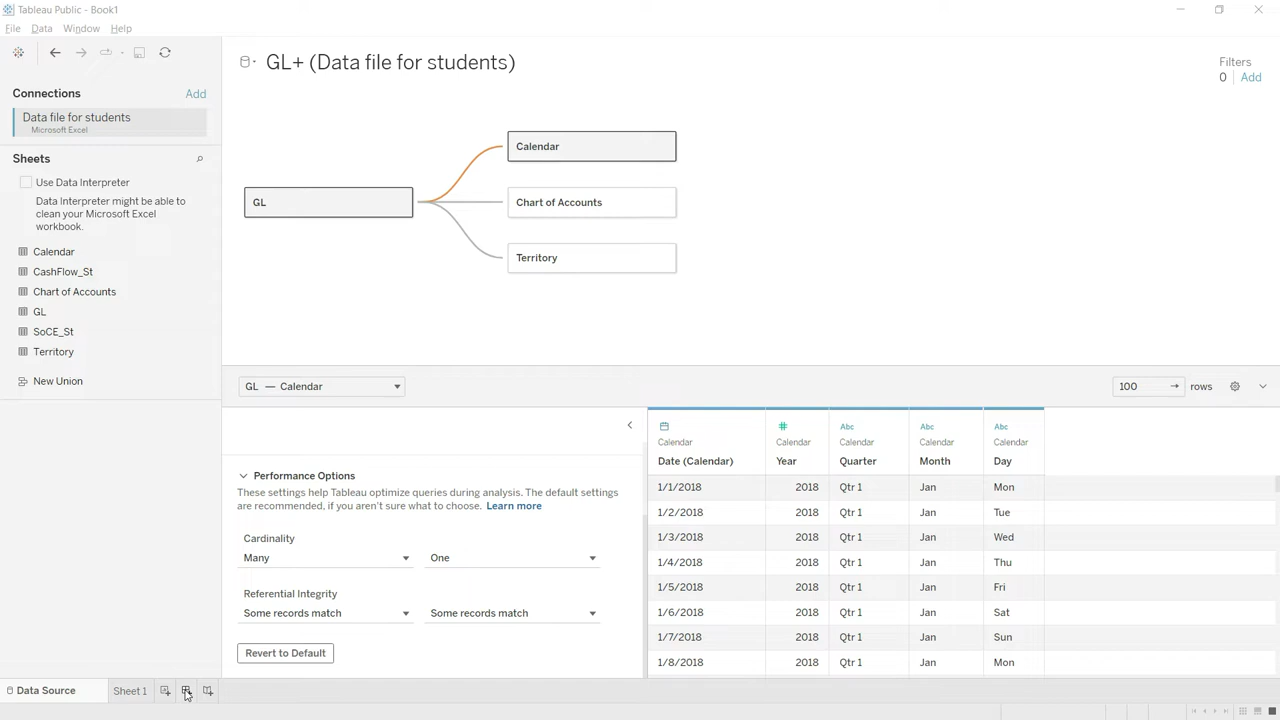 Tableau Public - Book1
File Data Window Help
GL+ (Data file for students)
Filters
0 Add
Connections Add
Data file for students
Microsoft Excel
Sheets
Use Data Interpreter
Data Interpreter might be able to
clean your Microsoft Excel
workbook.
Calendar
CashFlow_St
Chart of Accounts
GL
SoCE_St
Territory
New Union
GL
Calendar
Chart of Accounts
Territory
GL — Calendar
100 rows
Performance Options
These settings help Tableau optimize queries during analysis. The default settings
are recommended, if you aren't sure what to choose. Learn more
Cardinality
Many One
Referential Integrity
Some records match Some records match
Revert to Default
Abc Abc Abc
Calendar Calendar Calendar Calendar Calendar
Date (Calendar) Year Quarter Month Day
1/1/2018 2018 Qtr 1 Jan Mon
1/2/2018 2018 Qtr 1 Jan Tue
1/3/2018 2018 Qtr 1 Jan Wed
1/4/2018 2018 Qtr 1 Jan Thu
1/5/2018 2018 Qtr 1 Jan Fri
1/6/2018 2018 Qtr 1 Jan Sat
1/7/2018 2018 Qtr 1 Jan Sun
1/8/2018 2018 Qtr 1 Jan Mon
Data Source Sheet 1